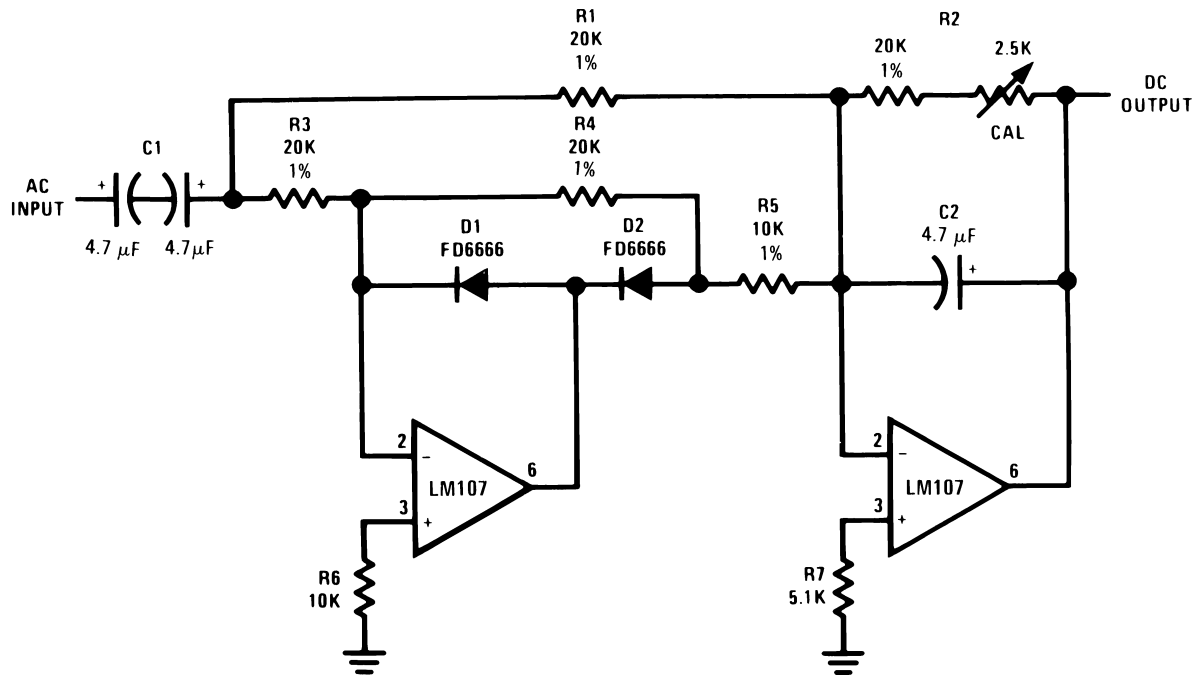 R1
20K
1%
R2
20K
1%
2.5K
CAL
DC
OUTPUT
R3
20K
1%
R4
20K
1%
C1
AC
INPUT
+
+
4.7 μF
4.7μF
D1
FD6666
D2
FD6666
R5
10K
1%
C2
4.7 μF
+
2
−
LM107
6
3
+
R6
10K
2
−
LM107
6
3
+
R7
5.1K